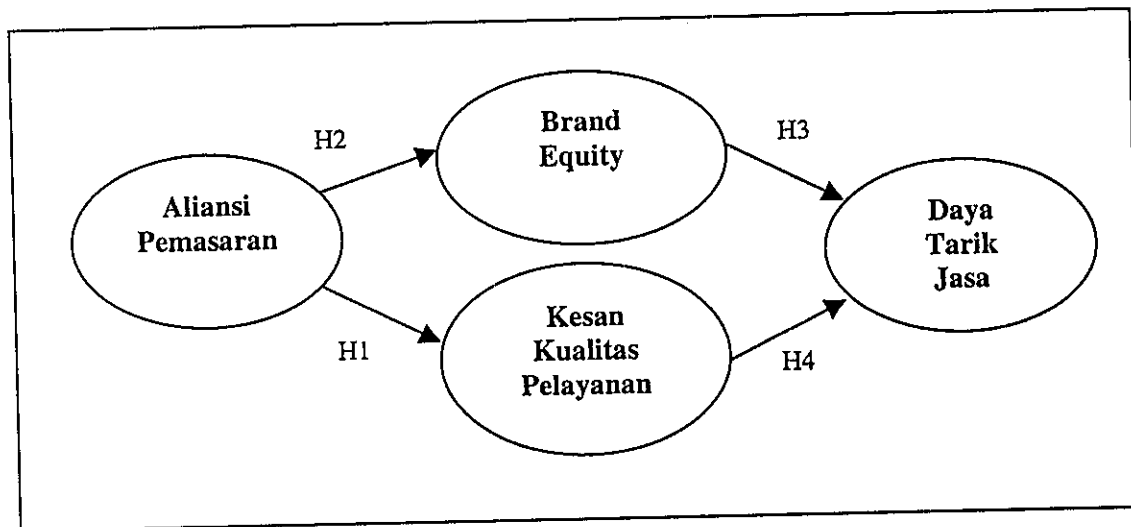 H2
Brand
Equity
H3
Aliansi
Pemasaran
Daya
Tarik
Jasa
H1
Kesan
Kualitas
Pelayanan
H4